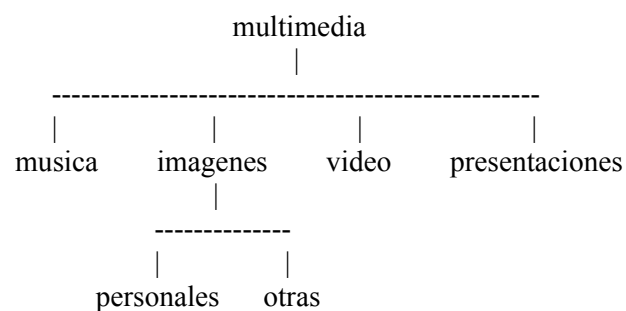 multimedia
musica imagenes video presentaciones
personales otras